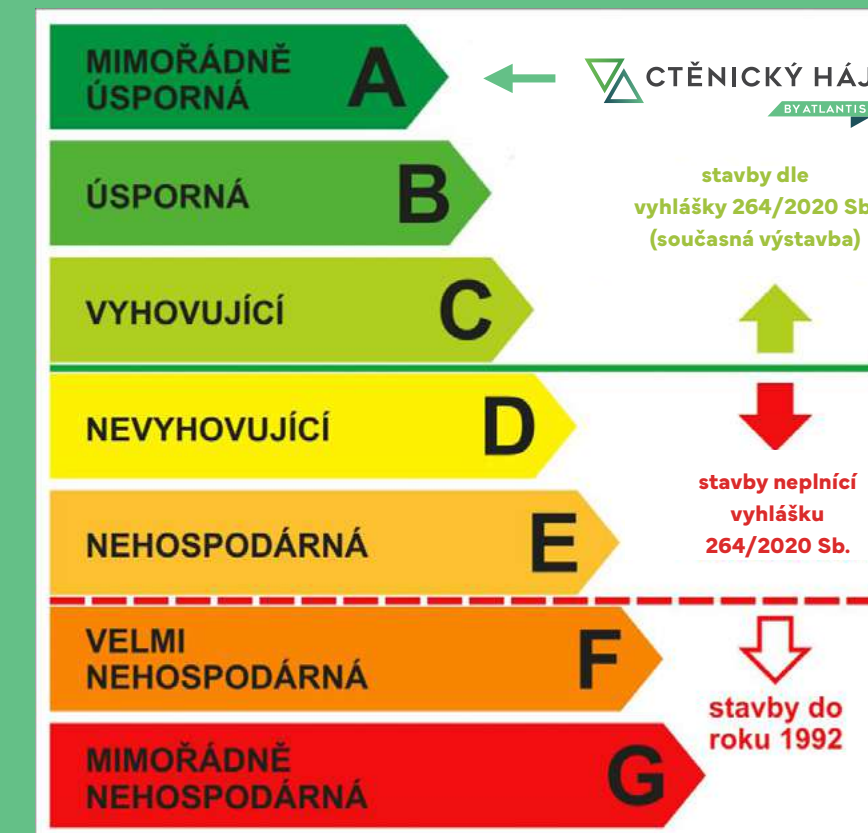 MIMOŘÁDNĚ
ÚSPORNÁ
A
CTĚNICKÝ HÁJ
BY ATLANTIS
ÚSPORNÁ
B
stavby dle
vyhlášky 264/2020 Sb
(současná výstavba)
VYHOVUJÍCÍ
C
NEVYHOVUJÍCÍ
D
stavby neplnící
vyhlášku
264/2020 Sb.
NEHOSPODÁRNÁ
E
VELMI
NEHOSPODÁRNÁ
F
stavby do
roku 1992
MIMOŘÁDNĚ
NEHOSPODÁRNÁ
G